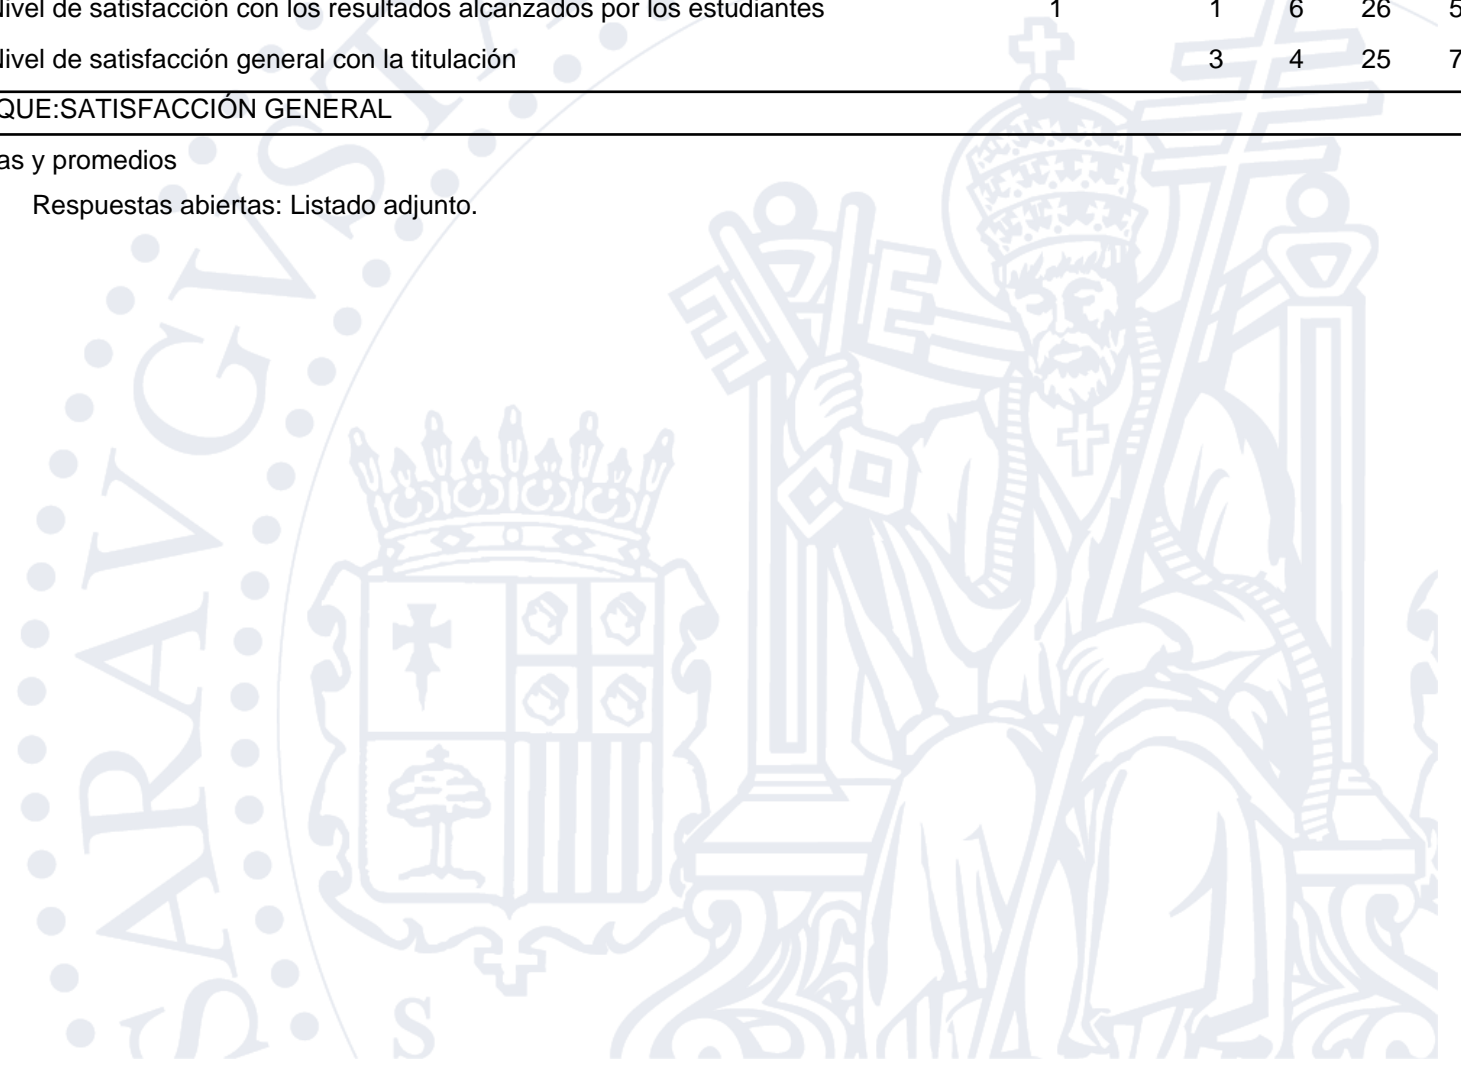 Nivel de satisfacción con los resultados alcanzados por los estudiantes 1 1 6 26 5
Nivel de satisfacción general con la titulación 3 4 25 7
QUE:SATISFACCIÓN GENERAL
as y promedios
Respuestas abiertas: Listado adjunto.
SARAVGVSTA
S